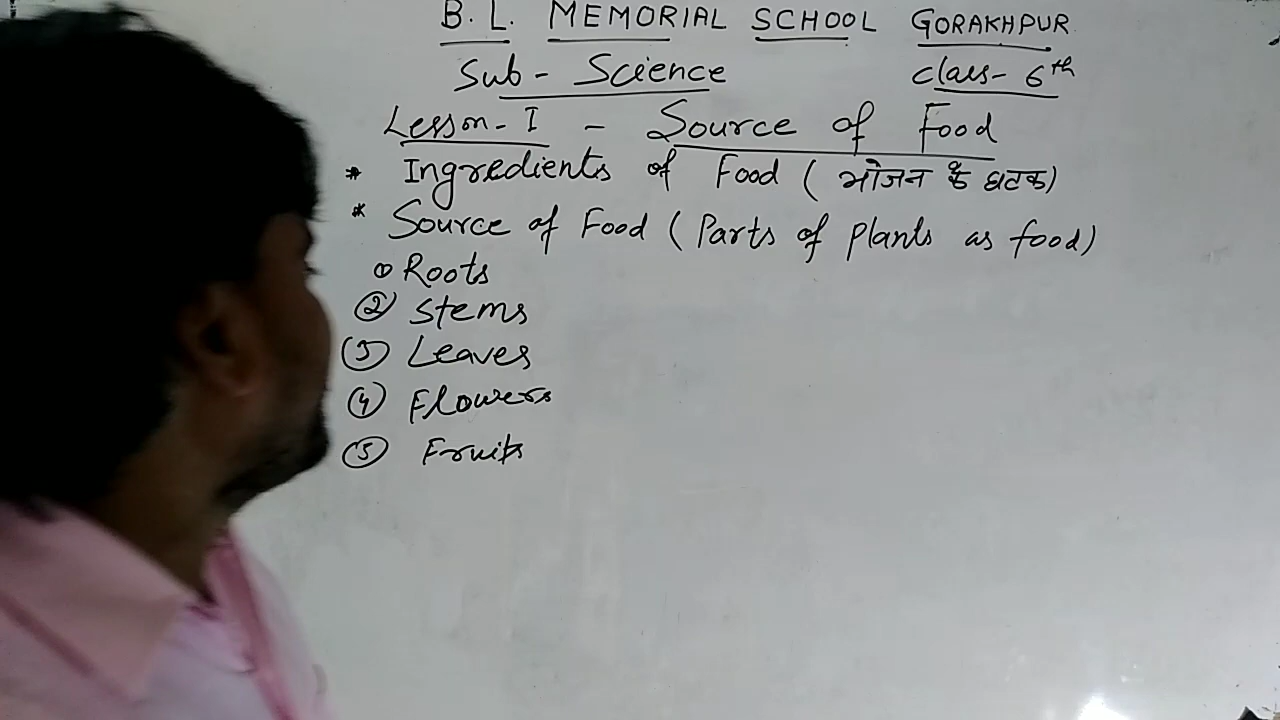 B. L. MEMORIAL SCHOOL GORAKHPUR
Sub - Science class - 6th
Lesson - I - Source of Food
* Ingredients of Food ( भोजन के घटक)
* Source of Food ( Parts of plants as food)
① Roots
② Stems
③ Leaves
④ Flowers
⑤ Fruits